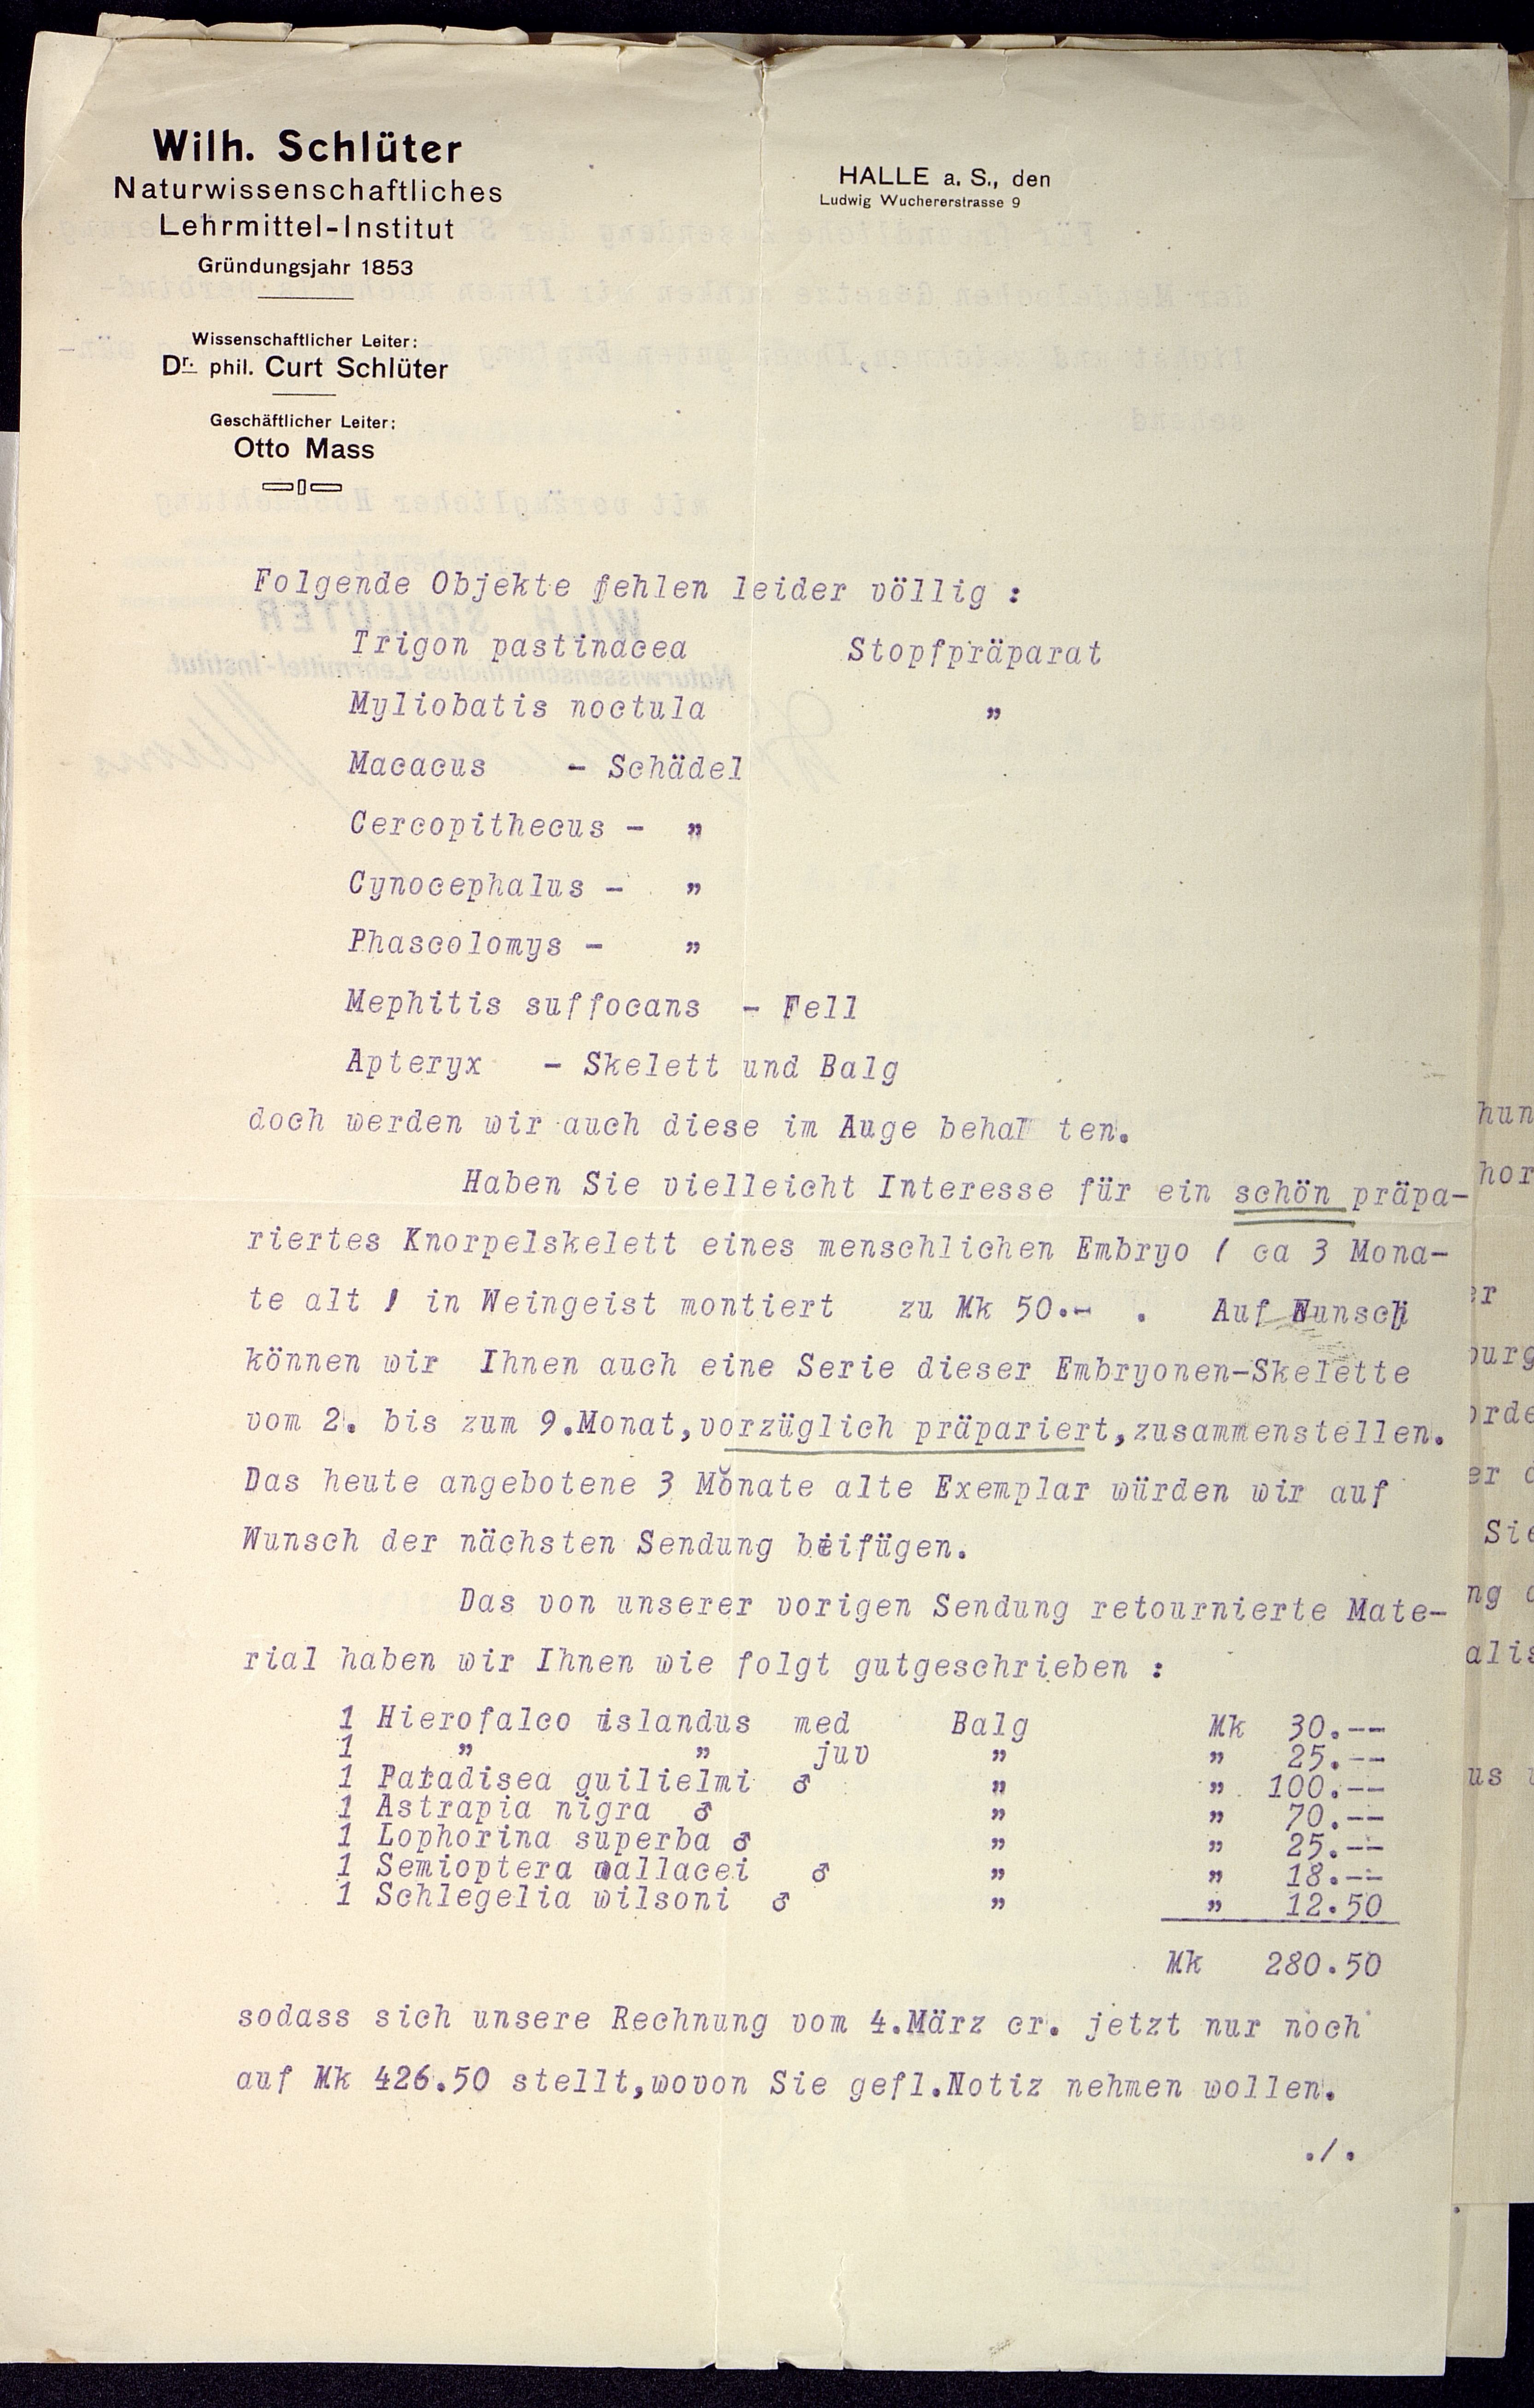 Wilh. Schlüter
Naturwissenschaftliches
Lehrmittel-Institut
Gründungsjahr 1853
Wissenschaftlicher Leiter:
Dr. phil. Curt Schlüter
Geschäftlicher Leiter:
Otto Mass
HALLE a. S., den
Ludwig Wuchererstrasse 9
Folgende Objekte fehlen leider völlig :
Trigon pastinacea Stopfpräparat
Myliobatis noctula "
Macacus - Schädel
Cercopithecus - "
Cynocephalus - "
Phascolomys - "
Mephitis suffocans - Fell
Apteryx - Skelett und Balg
doch werden wir auch diese im Auge behal ten.
Haben Sie vielleicht Interesse für ein schön präpa-
riertes Knorpelskelett eines menschlichen Embryo / ca 3 Mona-
te alt / in Weingeist montiert zu Mk 50.- . Auf Wunsch
können wir Ihnen auch eine Serie dieser Embryonen-Skelette
vom 2. bis zum 9.Monat,vorzüglich präpariert,zusammenstellen.
Das heute angebotene 3 Monate alte Exemplar würden wir auf
Wunsch der nächsten Sendung beifügen.
Das von unserer vorigen Sendung retournierte Mate-
rial haben wir Ihnen wie folgt gutgeschrieben :
1 Hierofalco islandus med Balg Mk 30.--
1 " " juv " " 25.--
1 Paradisea guilielmi ♂ " " 100.--
1 Astrapia nigra ♂ " " 70.--
1 Lophorina superba ♂ " " 25.--
1 Semioptera wallacei ♂ " " 18.--
1 Schlegelia wilsoni ♂ " " 12.50
Mk 280.50
sodass sich unsere Rechnung vom 4.März cr. jetzt nur noch
auf Mk 426.50 stellt,wovon Sie gefl.Notiz nehmen wollen.
./.